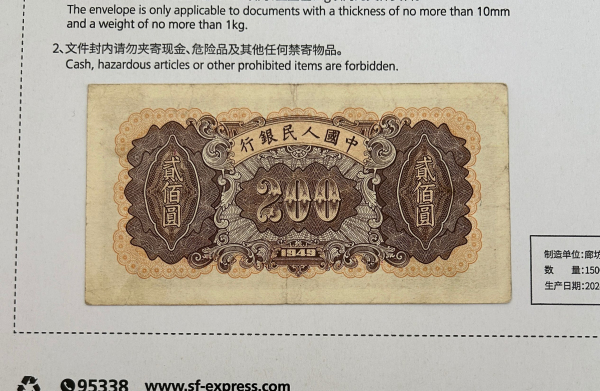 The envelope is only applicable to documents with a thickness of no more than 10mm
and a weight of no more than 1kg.
2、文件封内请勿夹寄现金、危险品及其他任何禁寄物品。
Cash, hazardous articles or other prohibited items are forbidden.
行銀民人國中
貳佰圓
200
貳佰圓
1949
制造单位:廊坊
数 量:150
生产日期:202
95338 www.sf-express.com